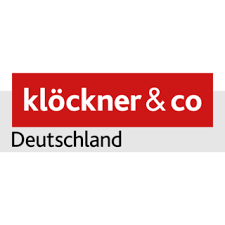 klöckner & co
Deutschland